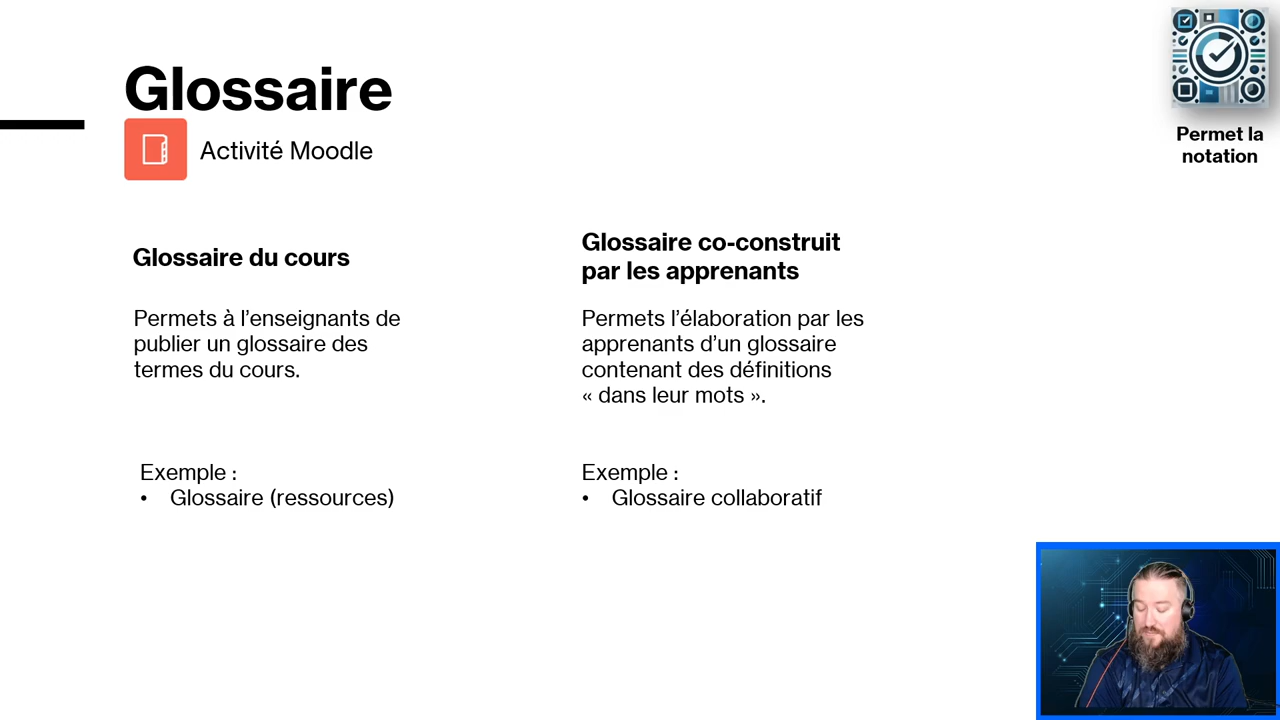 Glossaire
Activité Moodle
Permet la
notation
Glossaire du cours
Permets à l’enseignants de
publier un glossaire des
termes du cours.
Exemple :
• Glossaire (ressources)
Glossaire co-construit
par les apprenants
Permets l’élaboration par les
apprenants d’un glossaire
contenant des définitions
« dans leur mots ».
Exemple :
• Glossaire collaboratif